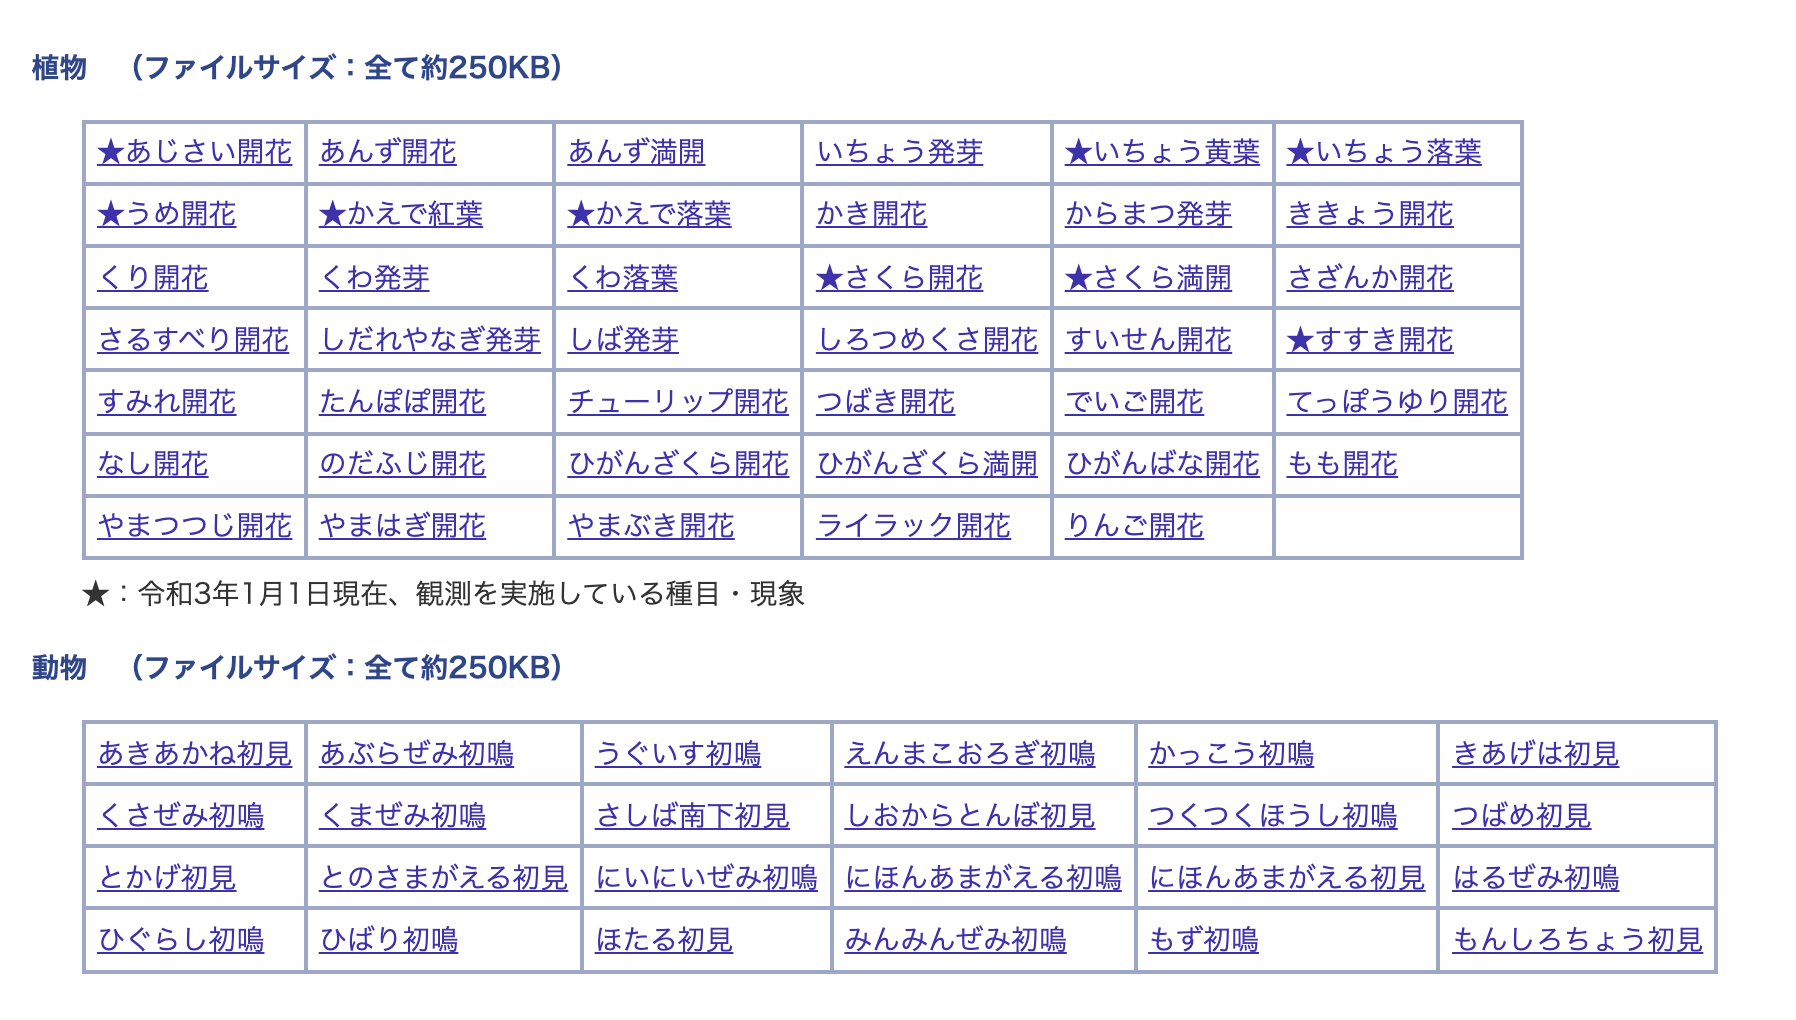 植物　（ファイルサイズ：全て約250KB）
★あじさい開花 あんず開花 あんず満開 いちょう発芽 ★いちょう黄葉 ★いちょう落葉
★うめ開花 ★かえで紅葉 ★かえで落葉 かき開花 からまつ発芽 ききょう開花
くり開花 くわ発芽 くわ落葉 ★さくら開花 ★さくら満開 さざんか開花
さるすべり開花 しだれやなぎ発芽 しば発芽 しろつめくさ開花 すいせん開花 ★すすき開花
すみれ開花 たんぽぽ開花 チューリップ開花 つばき開花 でいご開花 てっぽうゆり開花
なし開花 のだふじ開花 ひがんざくら開花 ひがんざくら満開 ひがんばな開花 もも開花
やまつつじ開花 やまはぎ開花 やまぶき開花 ライラック開花 りんご開花
★：令和3年1月1日現在、観測を実施している種目・現象
動物　（ファイルサイズ：全て約250KB）
あきあかね初見 あぶらぜみ初鳴 うぐいす初鳴 えんまこおろぎ初鳴 かっこう初鳴 きあげは初見
くさぜみ初鳴 くまぜみ初鳴 さしば南下初見 しおからとんぼ初見 つくつくほうし初鳴 つばめ初見
とかげ初見 とのさまがえる初見 にいにいぜみ初鳴 にほんあまがえる初鳴 にほんあまがえる初見 はるぜみ初鳴
ひぐらし初鳴 ひばり初鳴 ほたる初見 みんみんぜみ初鳴 もず初鳴 もんしろちょう初見